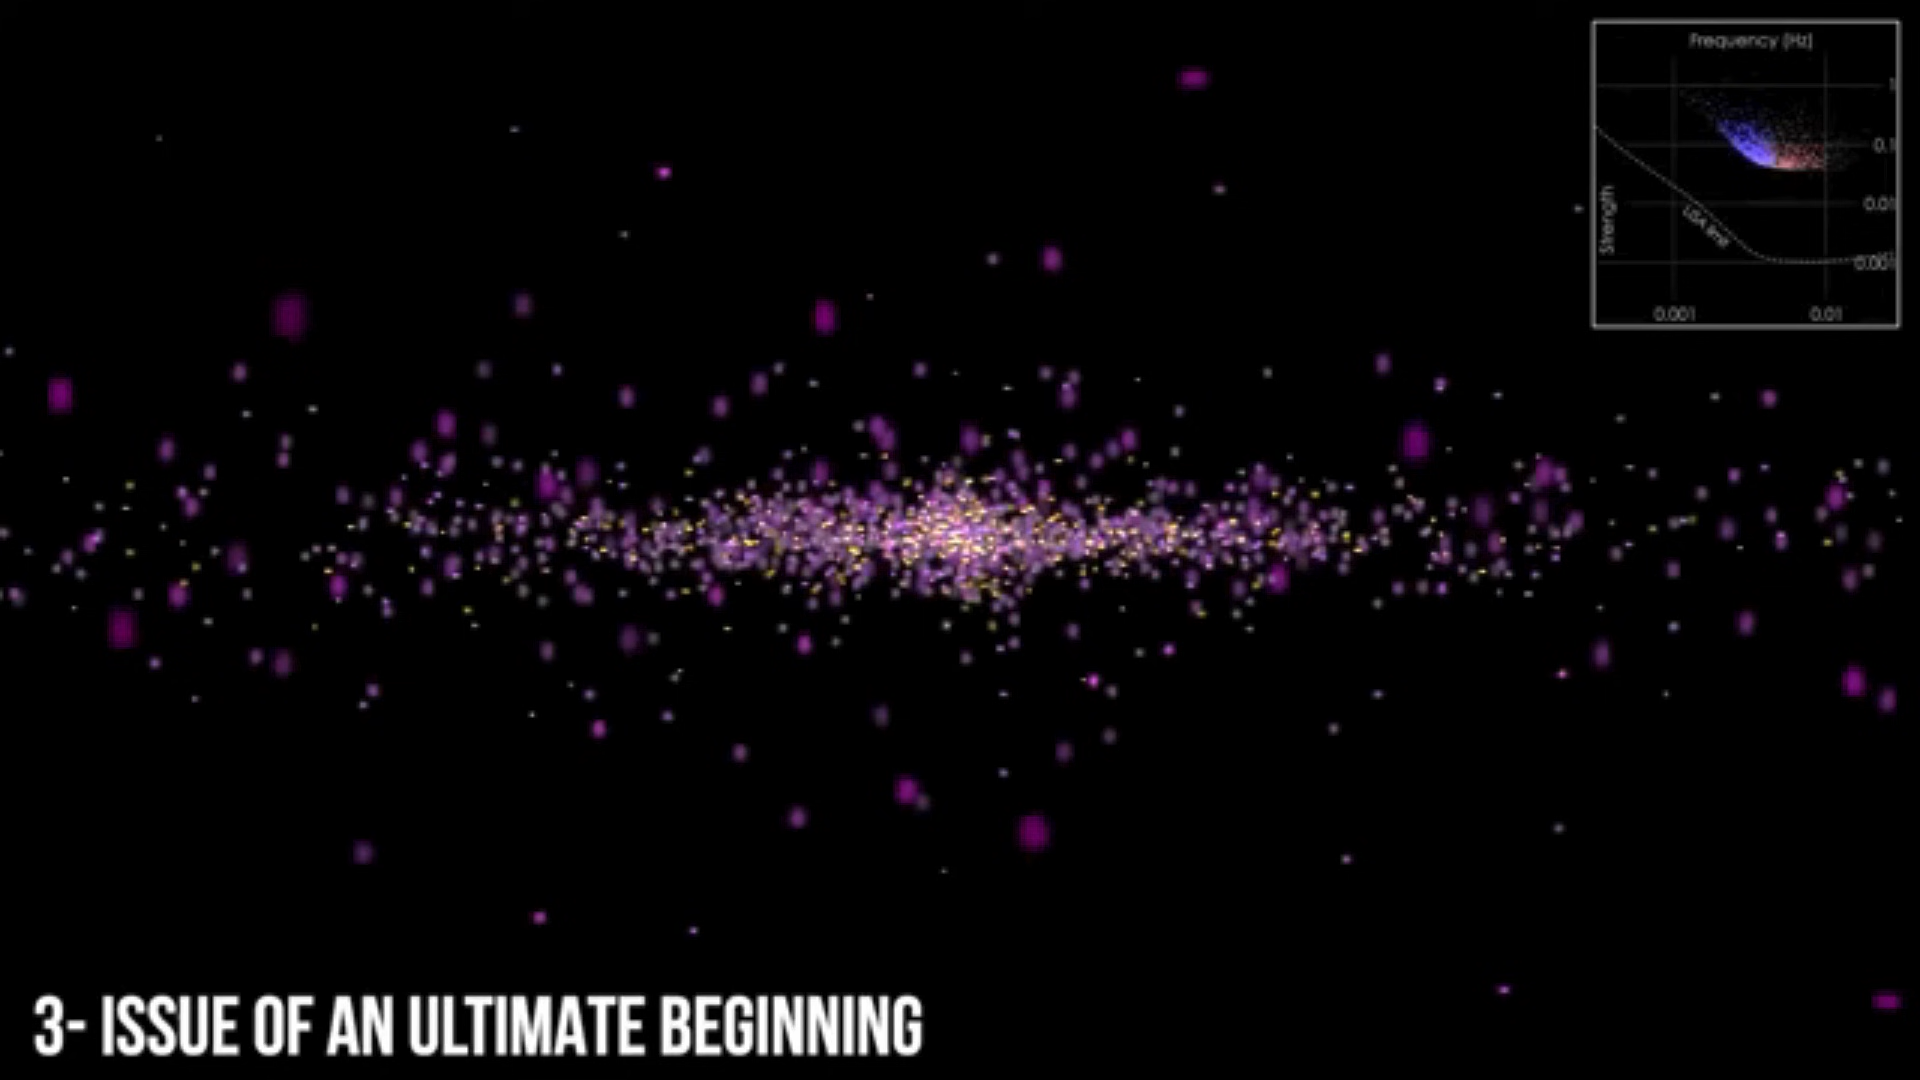 Frequency (Hz)
1
0.1
0.01
0.001
Strength
LISA limit
0.001
0.01
3- ISSUE OF AN ULTIMATE BEGINNING